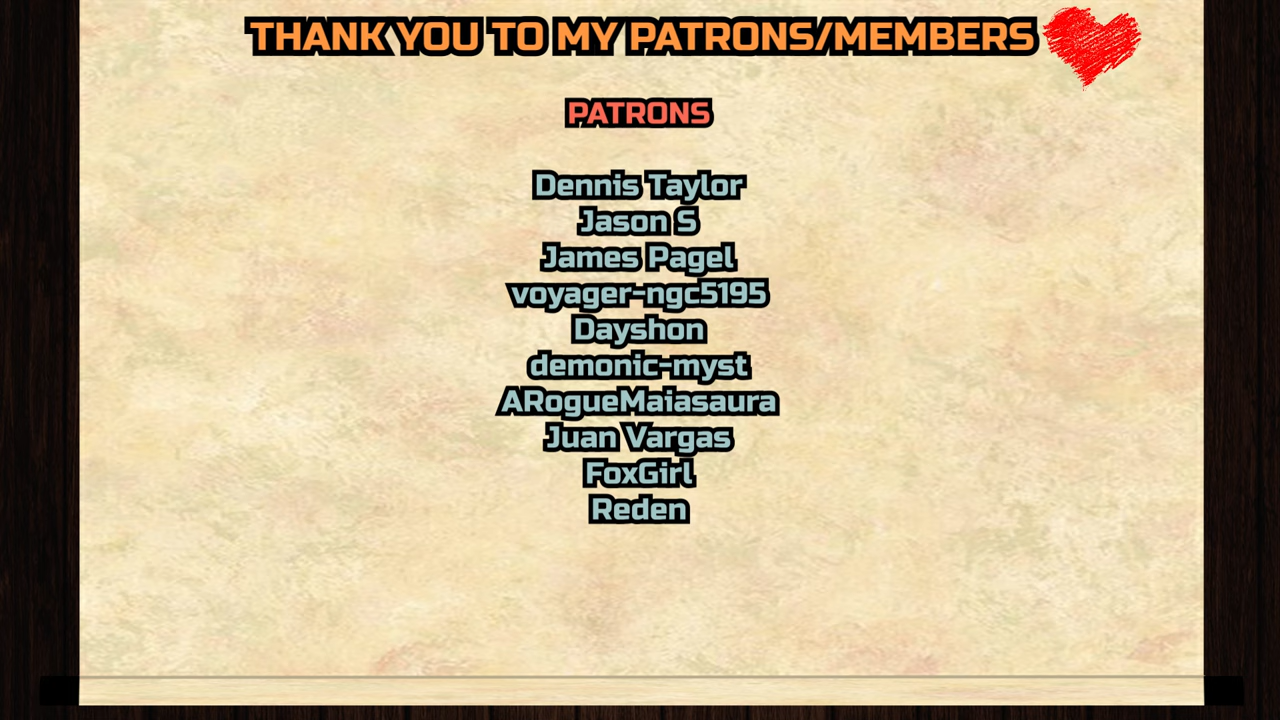 THANK YOU TO MY PATRONS/MEMBERS
PATRONS
Dennis Taylor
Jason S
James Pagel
voyager-ngc5195
Dayshon
demonic-myst
ARogueMaiasaura
Juan Vargas
FoxGirl
Reden